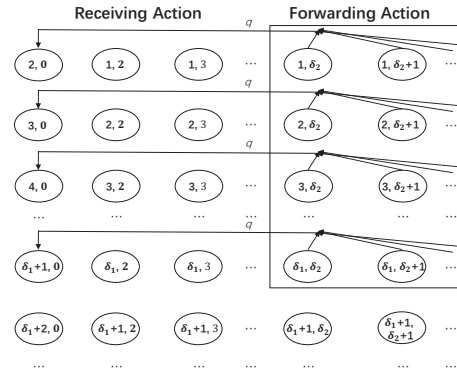 Receiving Action Forwarding Action
q
2, 0 1, 2 1, 3 ... 1, δ₂ 1, δ₂+1 ...
q
3, 0 2, 2 2, 3 ... 2, δ₂ 2, δ₂+1 ...
q
4, 0 3, 2 3, 3 ... 3, δ₂ 3, δ₂+1 ...
... ... ... ... ...
q
δ₁+1, 0 δ₁, 2 δ₁, 3 ... δ₁, δ₂ δ₁, δ₂+1 ...
δ₁+2, 0 δ₁+1, 2 δ₁+1, 3 ... δ₁+1, δ₂ δ₁+1, ...
δ₂+1
... ... ... ... ...